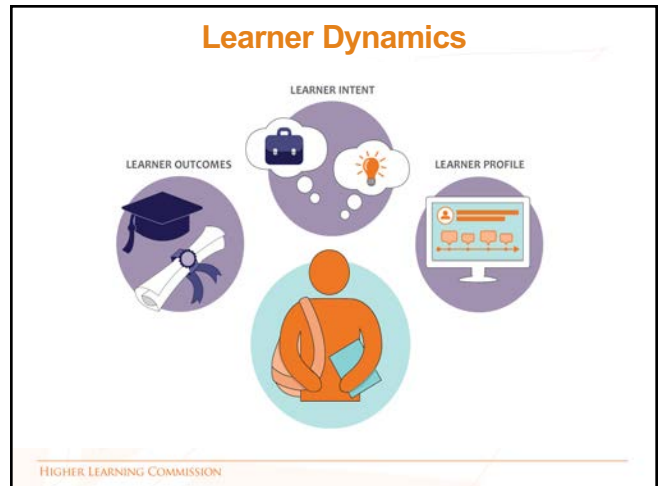 Learner Dynamics
LEARNER INTENT
LEARNER OUTCOMES
LEARNER PROFILE
HIGHER LEARNING COMMISSION